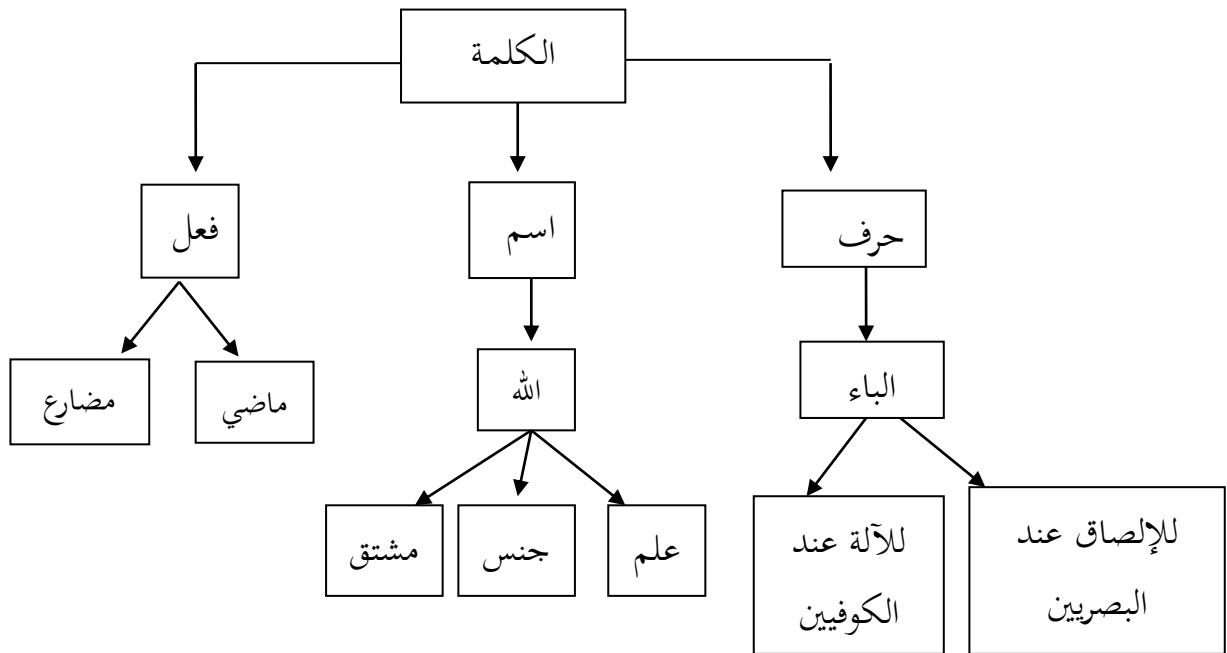 الكلمة
حرف
اسم
فعل
الباء
الله
ماضي
مضارع
للإلصاق عند
البصريين
للآلة عند
الكوفيين
علم
جنس
مشتق